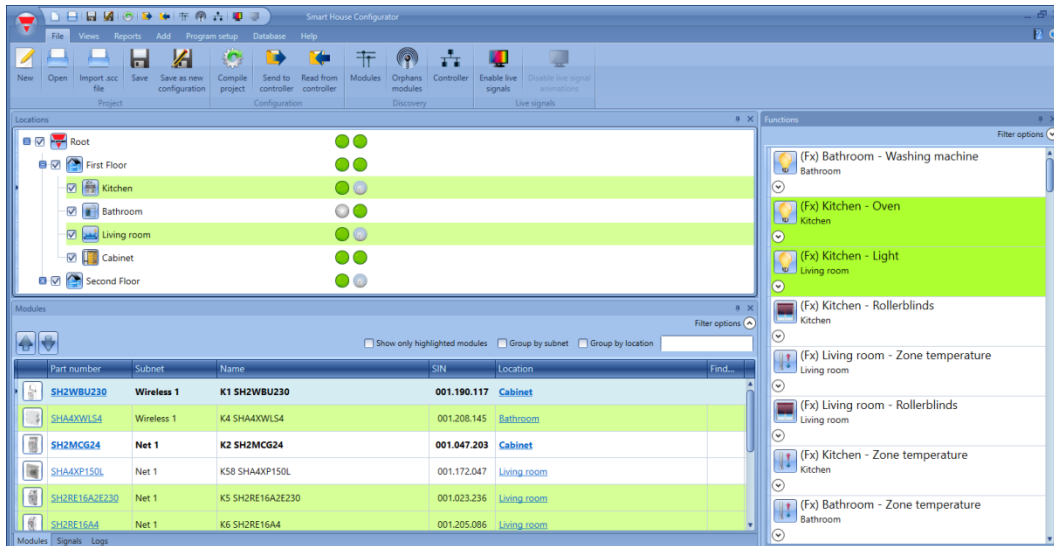 Smart House Configurator
File Views Reports Add Program setup Database Help
New Open Import .scc file Save Save as new configuration Compile project Send to controller Read from controller Modules Orphans modules Controller Enable live signals Disable live signal animations
Project Configuration Discovery Live signals
Locations
Root
First Floor
Kitchen
Bathroom
Living room
Cabinet
Second Floor
Modules
Filter options
Show only highlighted modules Group by subnet Group by location
Part number Subnet Name SIN Location Find...
SH2WBU230 Wireless 1 K1 SH2WBU230 001.190.117 Cabinet
SHA4XWLS4 Wireless 1 K4 SHA4XWLS4 001.208.145 Bathroom
SH2MCG24 Net 1 K2 SH2MCG24 001.047.203 Cabinet
SHA4XP150L Net 1 K58 SHA4XP150L 001.172.047 Living room
SH2RE16A2E230 Net 1 K5 SH2RE16A2E230 001.023.236 Living room
SH2RE16A4 Net 1 K6 SH2RE16A4 001.205.086 Living room
Modules Signals Logs
Functions
Filter options
(Fx) Bathroom - Washing machine
Bathroom
(Fx) Kitchen - Oven
Kitchen
(Fx) Kitchen - Light
Living room
(Fx) Kitchen - Rollerblinds
Kitchen
(Fx) Living room - Zone temperature
Living room
(Fx) Living room - Rollerblinds
Living room
(Fx) Kitchen - Zone temperature
Kitchen
(Fx) Bathroom - Zone temperature
Bathroom